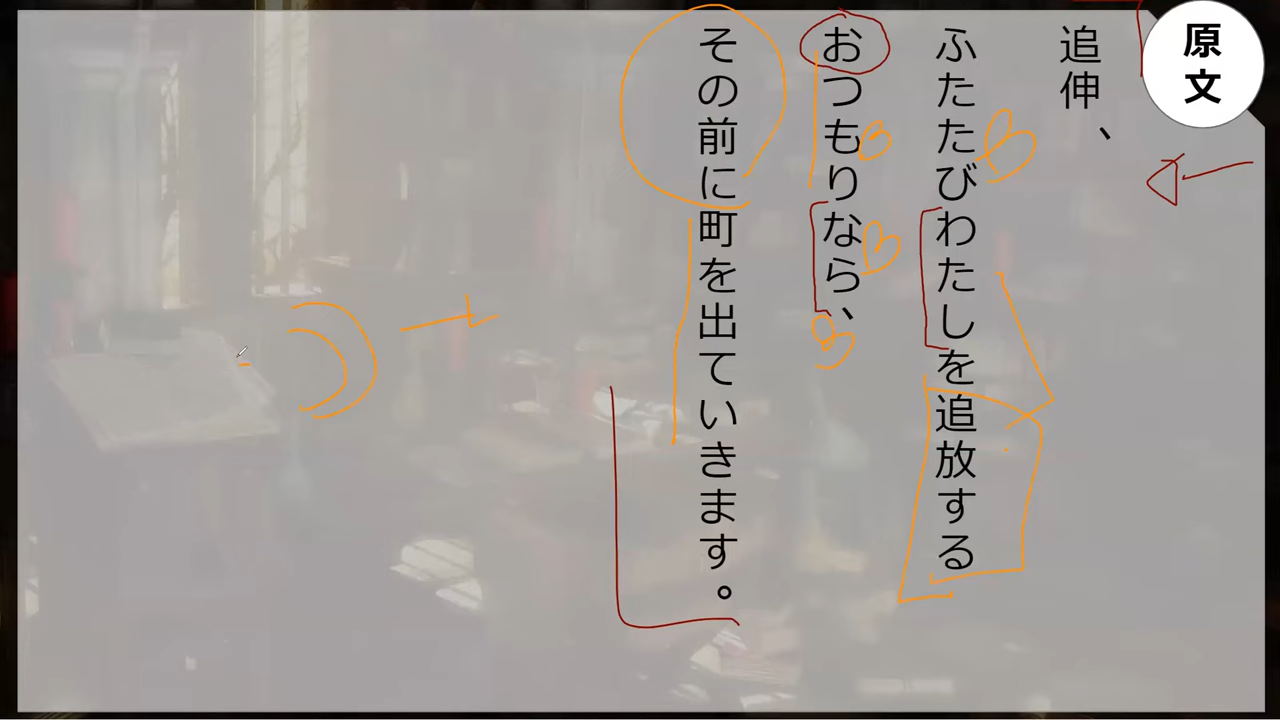 原文
追伸、
ふたたびわたしを追放する
おつもりなら、
その前に町を出ていきます。